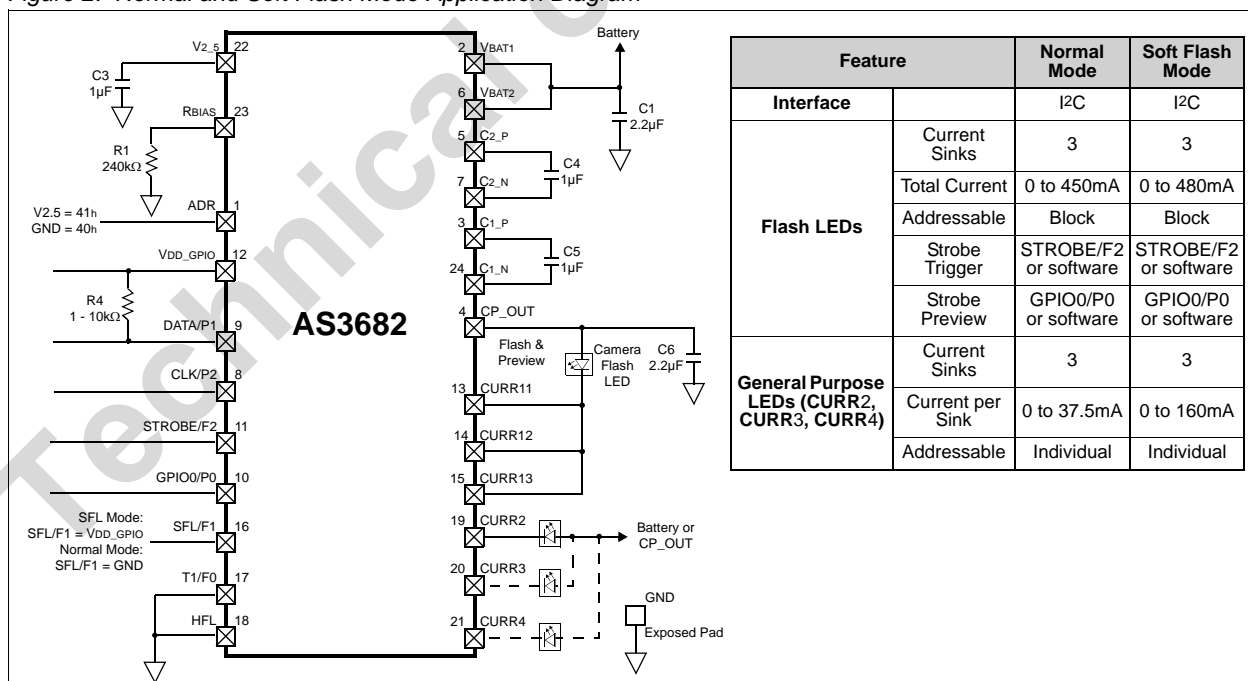 Figure 2. Normal and Soft Flash Mode Application Diagram
V2_5 22
C3
1µF
RBIAS 23
R1
240kΩ
ADR 1
V2.5 = 41h
GND = 40h
VDD_GPIO 12
R4
1 - 10kΩ
DATA/P1 9
CLK/P2 8
STROBE/F2 11
GPIO0/P0 10
SFL Mode:
SFL/F1 = VDD_GPIO
Normal Mode:
SFL/F1 = GND
SFL/F1 16
T1/F0 17
HFL 18
AS3682
Battery
2 VBAT1
6 VBAT2
C1
2.2µF
5 C2_P
C4
1µF
7 C2_N
3 C1_P
C5
1µF
24 C1_N
4 CP_OUT
Flash &
Preview
Camera
Flash
LED
C6
2.2µF
13 CURR11
14 CURR12
15 CURR13
19 CURR2
Battery or
CP_OUT
20 CURR3
21 CURR4
GND
Exposed Pad
Feature Normal Mode Soft Flash Mode
Interface I2C I2C
Flash LEDs
Current Sinks 3 3
Total Current 0 to 450mA 0 to 480mA
Addressable Block Block
Strobe Trigger STROBE/F2 or software STROBE/F2 or software
Strobe Preview GPIO0/P0 or software GPIO0/P0 or software
General Purpose LEDs (CURR2, CURR3, CURR4)
Current Sinks 3 3
Current per Sink 0 to 37.5mA 0 to 160mA
Addressable Individual Individual
Technical